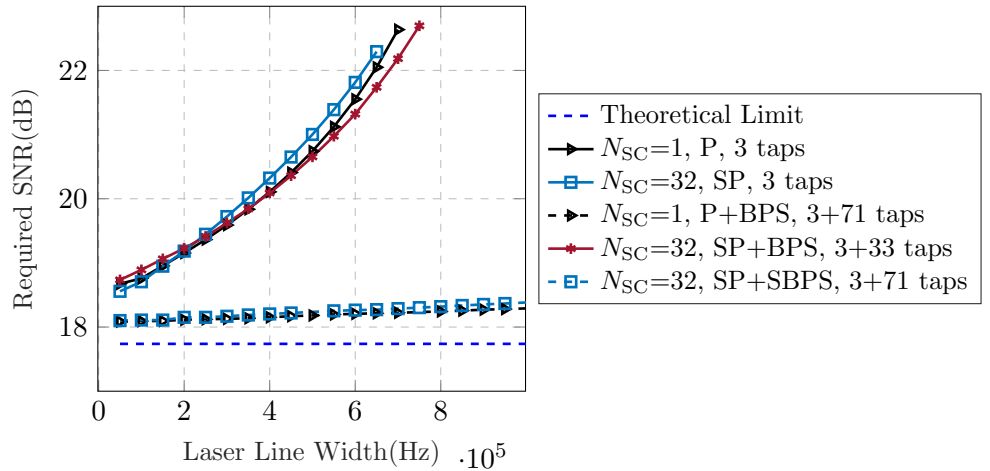 22
20
18
0
2
4
6
8
Required SNR(dB)
Laser Line Width(Hz)
·10⁵
Theoretical Limit
N_SC=1, P, 3 taps
N_SC=32, SP, 3 taps
N_SC=1, P+BPS, 3+71 taps
N_SC=32, SP+BPS, 3+33 taps
N_SC=32, SP+SBPS, 3+71 taps